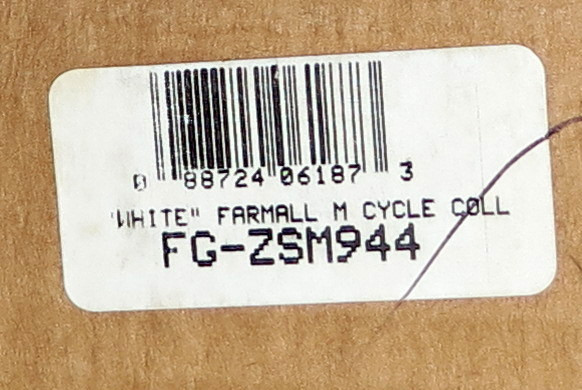 0 88724 06187 3
"WHITE" FARMALL M CYCLE COLL
FG-ZSM944